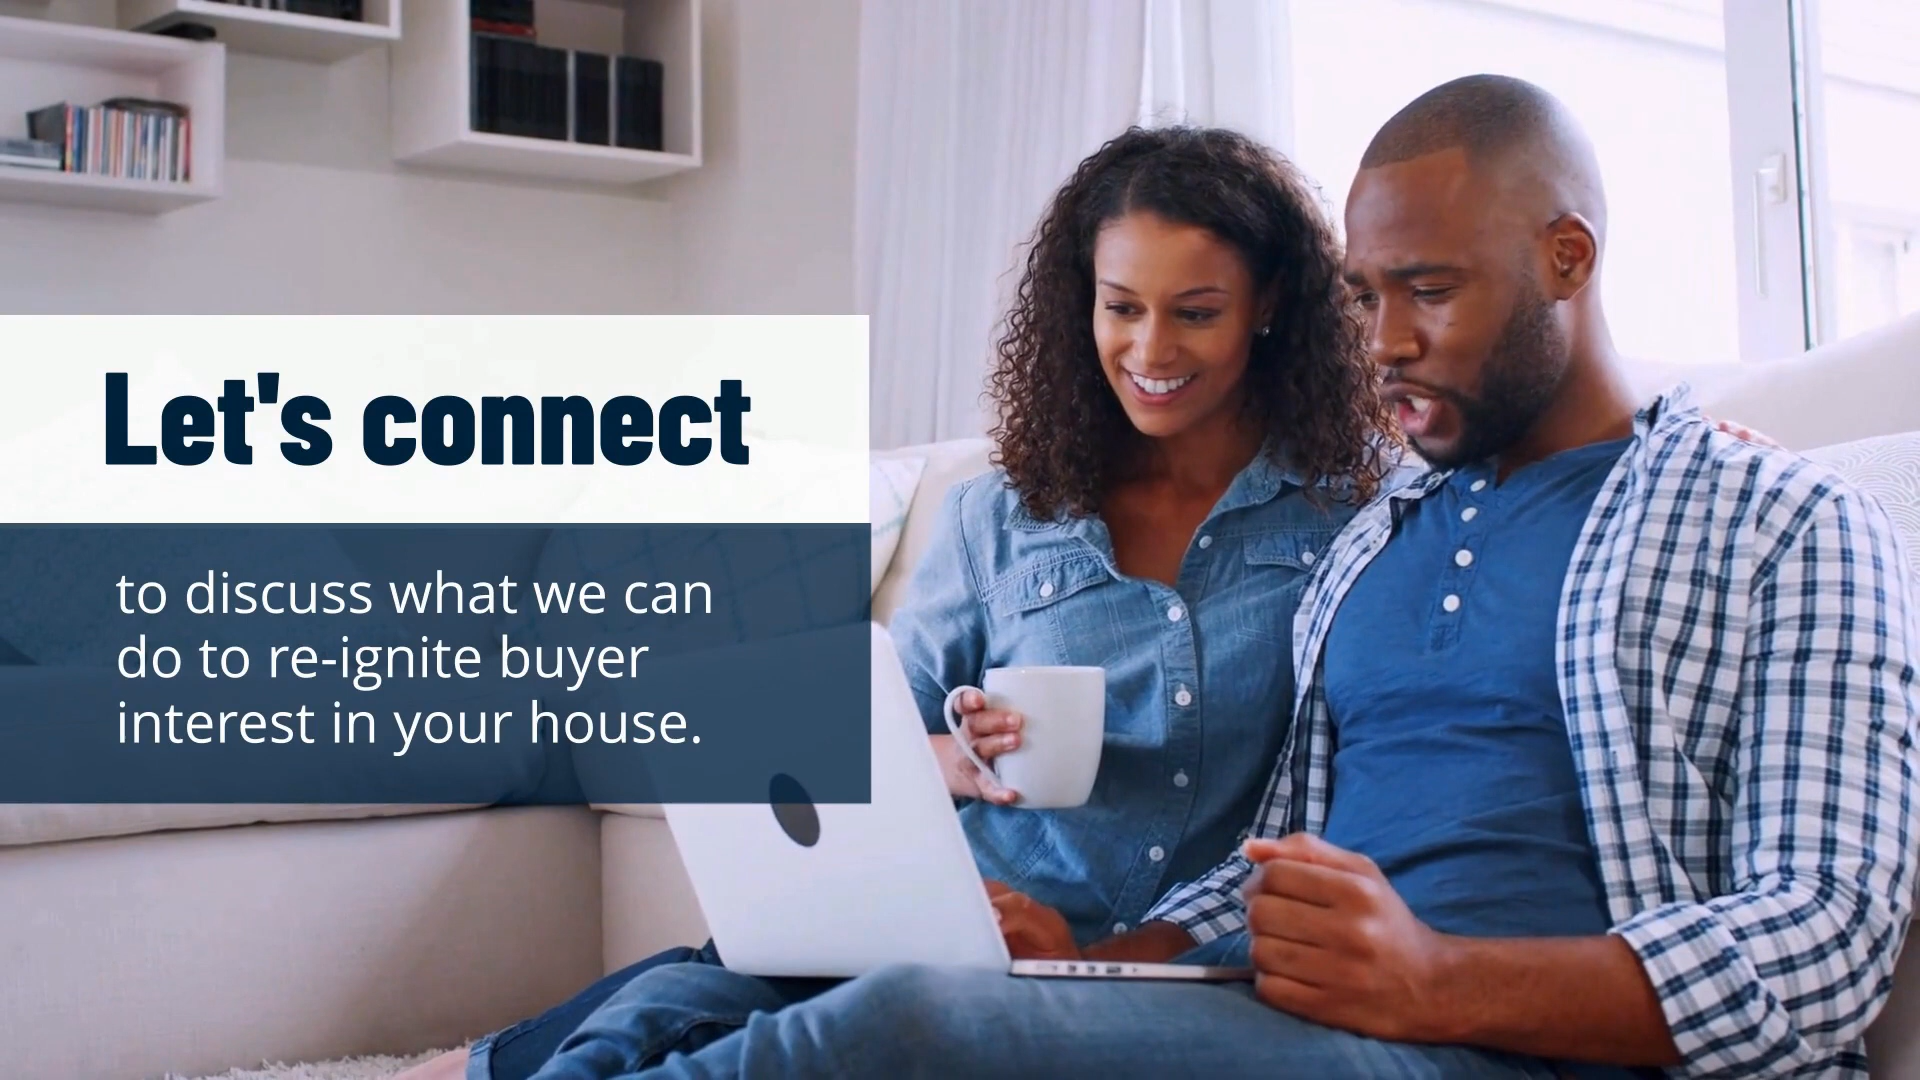 Let's connect
to discuss what we can
do to re-ignite buyer
interest in your house.